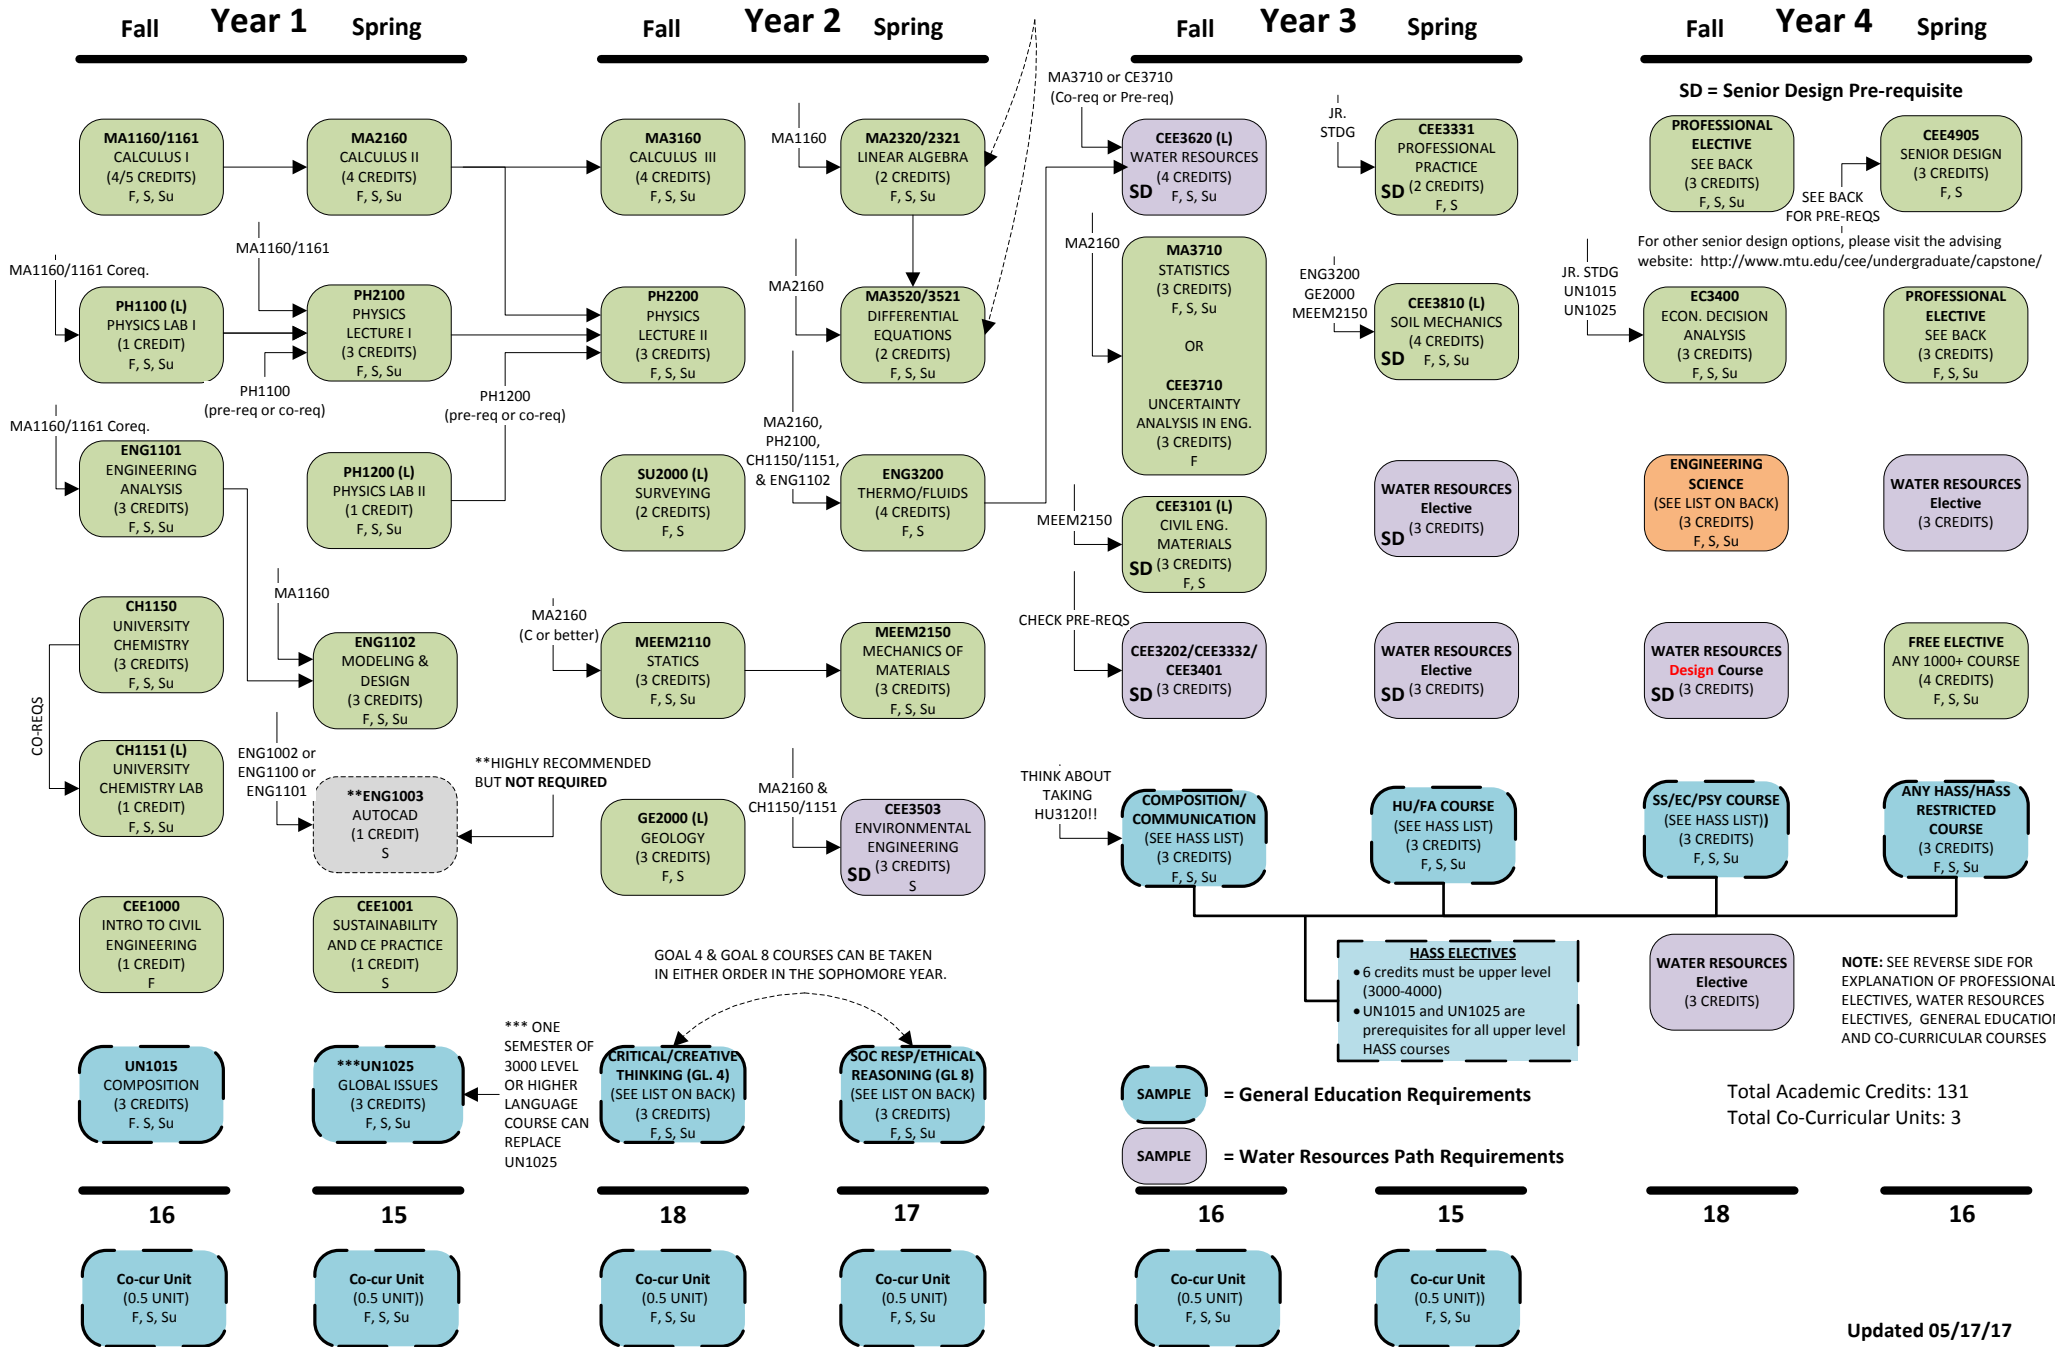 Fall
Year 1
Spring
Fall
Year 2
Spring
Fall
Year 3
Spring
Fall
Year 4
Spring
SD = Senior Design Pre-requisite
MA1160/1161
CALCULUS I
(4/5 CREDITS)
F, S, Su
MA2160
CALCULUS II
(4 CREDITS)
F, S, Su
MA3160
CALCULUS  III
(4 CREDITS)
F, S, Su
MA1160
MA2320/2321
LINEAR ALGEBRA
(2 CREDITS)
F, S, Su
MA3710 or CE3710
(Co-req or Pre-req)
CEE3620 (L)
WATER RESOURCES
(4 CREDITS)
SD
F, S, Su
JR.
STDG
CEE3331
PROFESSIONAL
PRACTICE
SD (2 CREDITS)
F, S
PROFESSIONAL
ELECTIVE
SEE BACK
(3 CREDITS)
F, S, Su
SEE BACK
FOR PRE-REQS
CEE4905
SENIOR DESIGN
(3 CREDITS)
F, S
For other senior design options, please visit the advising
website:  http://www.mtu.edu/cee/undergraduate/capstone/
MA1160/1161 Coreq.
PH1100 (L)
PHYSICS LAB I
(1 CREDIT)
F, S, Su
MA1160/1161
PH2100
PHYSICS
LECTURE I
(3 CREDITS)
F, S, Su
PH1100
(pre-req or co-req)
PH2200
PHYSICS
LECTURE II
(3 CREDITS)
F, S, Su
PH1200
(pre-req or co-req)
MA2160
MA3520/3521
DIFFERENTIAL
EQUATIONS
(2 CREDITS)
F, S, Su
MA2160
MA3710
STATISTICS
(3 CREDITS)
F, S, Su
OR
CEE3710
UNCERTAINTY
ANALYSIS IN ENG.
(3 CREDITS)
F
ENG3200
GE2000
MEEM2150
CEE3810 (L)
SOIL MECHANICS
(4 CREDITS)
SD F, S, Su
JR. STDG
UN1015
UN1025
EC3400
ECON. DECISION
ANALYSIS
(3 CREDITS)
F, S, Su
PROFESSIONAL
ELECTIVE
SEE BACK
(3 CREDITS)
F, S, Su
MA1160/1161 Coreq.
ENG1101
ENGINEERING
ANALYSIS
(3 CREDITS)
F, S, Su
PH1200 (L)
PHYSICS LAB II
(1 CREDIT)
F, S, Su
SU2000 (L)
SURVEYING
(2 CREDITS)
F, S
MA2160,
PH2100,
CH1150/1151,
& ENG1102
ENG3200
THERMO/FLUIDS
(4 CREDITS)
F, S
MEEM2150
CEE3101 (L)
CIVIL ENG.
MATERIALS
SD (3 CREDITS)
F, S
WATER RESOURCES
Elective
SD (3 CREDITS)
ENGINEERING
SCIENCE
(SEE LIST ON BACK)
(3 CREDITS)
F, S, Su
WATER RESOURCES
Elective
(3 CREDITS)
CO-REQS
CH1150
UNIVERSITY
CHEMISTRY
(3 CREDITS)
F, S, Su
MA1160
ENG1102
MODELING &
DESIGN
(3 CREDITS)
F, S, Su
MA2160
(C or better)
MEEM2110
STATICS
(3 CREDITS)
F, S, Su
MEEM2150
MECHANICS OF
MATERIALS
(3 CREDITS)
F, S, Su
CHECK PRE-REQS
CEE3202/CEE3332/
CEE3401
SD (3 CREDITS)
WATER RESOURCES
Elective
SD (3 CREDITS)
WATER RESOURCES
Design Course
SD (3 CREDITS)
FREE ELECTIVE
ANY 1000+ COURSE
(4 CREDITS)
F, S, Su
CH1151 (L)
UNIVERSITY
CHEMISTRY LAB
(1 CREDIT)
F, S, Su
ENG1002 or
ENG1100 or
ENG1101
**ENG1003
AUTOCAD
(1 CREDIT)
S
**HIGHLY RECOMMENDED
BUT NOT REQUIRED
GE2000 (L)
GEOLOGY
(3 CREDITS)
F, S
MA2160 &
CH1150/1151
CEE3503
ENVIRONMENTAL
ENGINEERING
SD (3 CREDITS)
S
THINK ABOUT
TAKING
HU3120!!
COMPOSITION/
COMMUNICATION
(SEE HASS LIST)
(3 CREDITS)
F, S, Su
HU/FA COURSE
(SEE HASS LIST)
(3 CREDITS)
F, S, Su
SS/EC/PSY COURSE
(SEE HASS LIST))
(3 CREDITS)
F, S, Su
ANY HASS/HASS
RESTRICTED
COURSE
(3 CREDITS)
F, S, Su
CEE1000
INTRO TO CIVIL
ENGINEERING
(1 CREDIT)
F
CEE1001
SUSTAINABILITY
AND CE PRACTICE
(1 CREDIT)
S
GOAL 4 & GOAL 8 COURSES CAN BE TAKEN
IN EITHER ORDER IN THE SOPHOMORE YEAR.
HASS ELECTIVES
• 6 credits must be upper level
(3000-4000)
• UN1015 and UN1025 are
prerequisites for all upper level
HASS courses
WATER RESOURCES
Elective
(3 CREDITS)
NOTE: SEE REVERSE SIDE FOR
EXPLANATION OF PROFESSIONAL
ELECTIVES, WATER RESOURCES
ELECTIVES,  GENERAL EDUCATION
AND CO-CURRICULAR COURSES
UN1015
COMPOSITION
(3 CREDITS)
F. S, Su
***UN1025
GLOBAL ISSUES
(3 CREDITS)
F, S, Su
*** ONE
SEMESTER OF
3000 LEVEL
OR HIGHER
LANGUAGE
COURSE CAN
REPLACE
UN1025
CRITICAL/CREATIVE
THINKING (GL. 4)
(SEE LIST ON BACK)
(3 CREDITS)
F, S, Su
SOC RESP/ETHICAL
REASONING (GL 8)
(SEE LIST ON BACK)
(3 CREDITS)
F, S, Su
SAMPLE
= General Education Requirements
SAMPLE
= Water Resources Path Requirements
Total Academic Credits: 131
Total Co-Curricular Units: 3
16
15
18
17
16
15
18
16
Co-cur Unit
(0.5 UNIT)
F, S, Su
Co-cur Unit
(0.5 UNIT))
F, S, Su
Co-cur Unit
(0.5 UNIT)
F, S, Su
Co-cur Unit
(0.5 UNIT)
F, S, Su
Co-cur Unit
(0.5 UNIT)
F, S, Su
Co-cur Unit
(0.5 UNIT))
F, S, Su
Updated 05/17/17